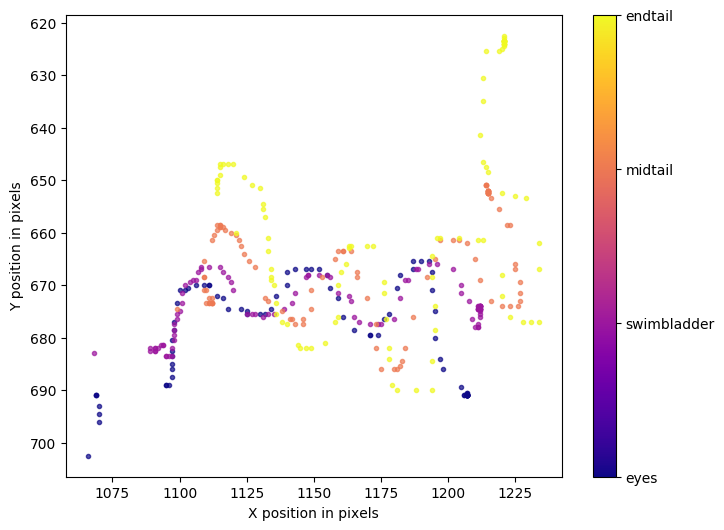 620
630
640
650
660
670
680
690
700
Y position in pixels
1075
1100
1125
1150
1175
1200
1225
X position in pixels
endtail
midtail
swimbladder
eyes